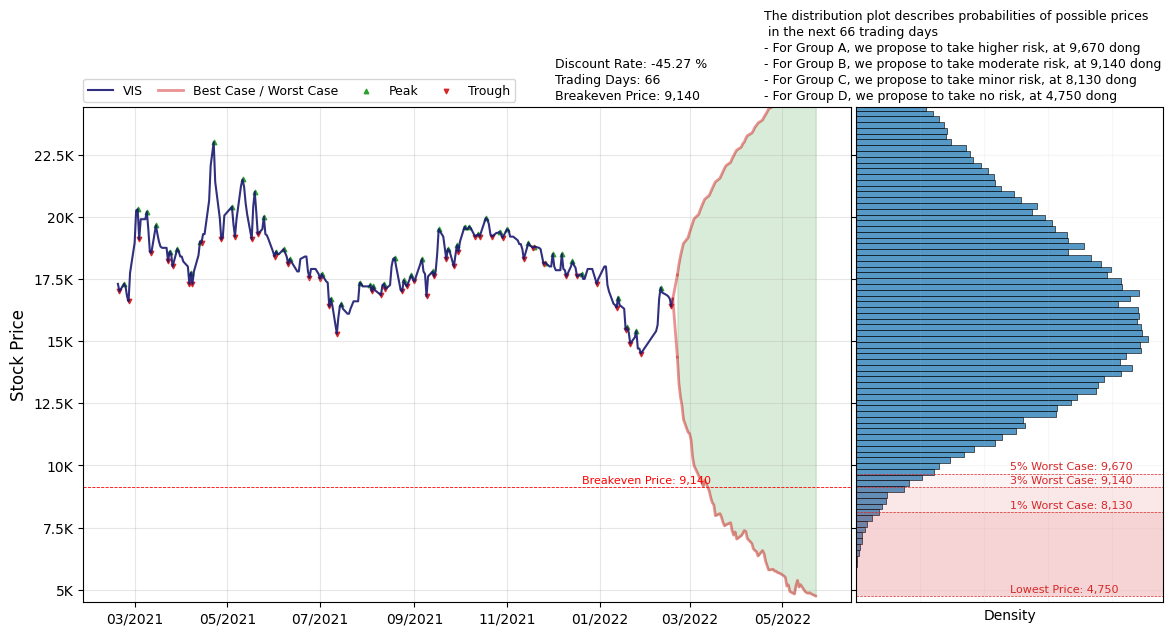 The distribution plot describes probabilities of possible prices
in the next 66 trading days
- For Group A, we propose to take higher risk, at 9,670 dong
- For Group B, we propose to take moderate risk, at 9,140 dong
- For Group C, we propose to take minor risk, at 8,130 dong
- For Group D, we propose to take no risk, at 4,750 dong
Discount Rate: -45.27 %
Trading Days: 66
Breakeven Price: 9,140
VIS
Best Case / Worst Case
Peak
Trough
Stock Price
22.5K
20K
17.5K
15K
12.5K
10K
7.5K
5K
Breakeven Price: 9,140
03/2021
05/2021
07/2021
09/2021
11/2021
01/2022
03/2022
05/2022
5% Worst Case: 9,670
3% Worst Case: 9,140
1% Worst Case: 8,130
Lowest Price: 4,750
Density